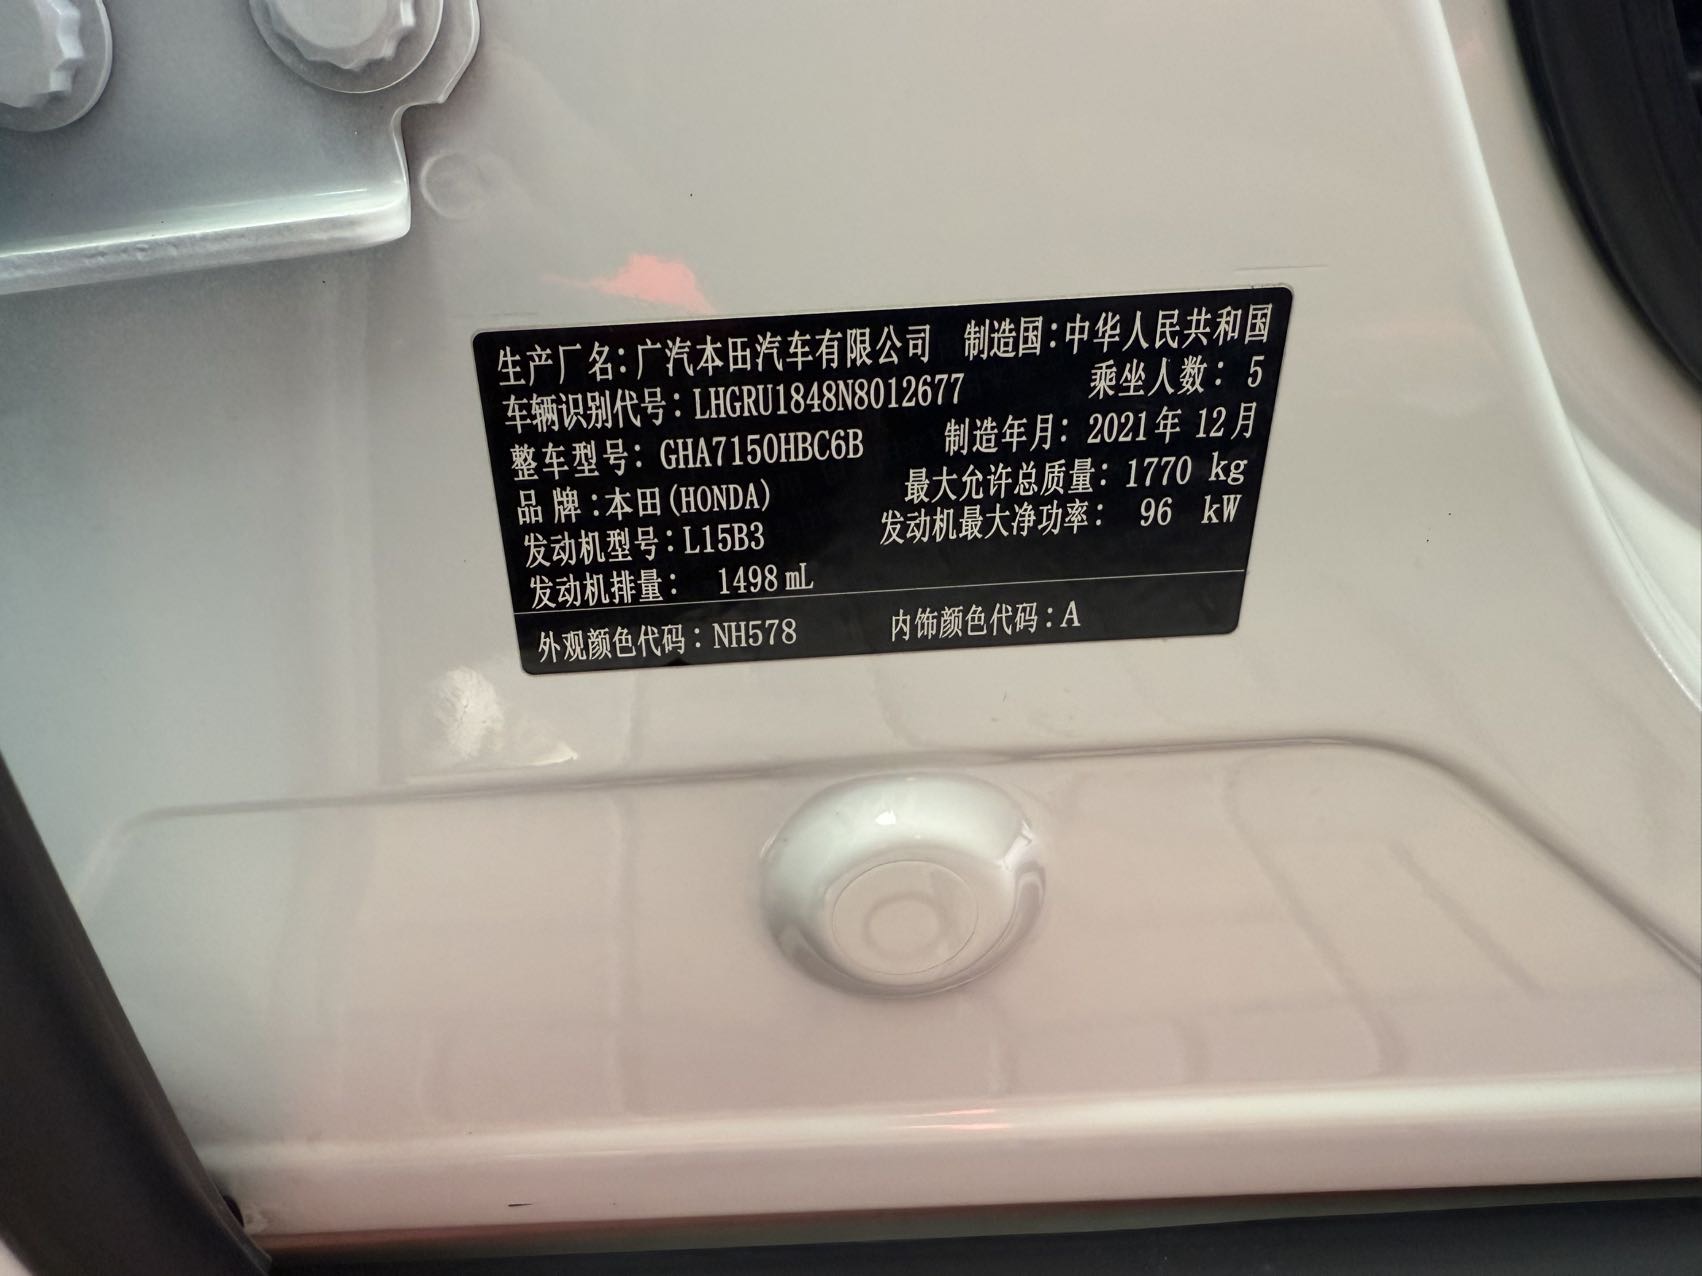 生产厂名：广汽本田汽车有限公司 制造国：中华人民共和国
车辆识别代号：LHGRU1848N8012677 乘坐人数：5
整车型号：GHA7150HBC6B 制造年月：2021年12月
品牌：本田(HONDA) 最大允许总质量：1770 kg
发动机型号：L15B3 发动机最大净功率：96 kW
发动机排量：1498mL
外观颜色代码：NH578 内饰颜色代码：A